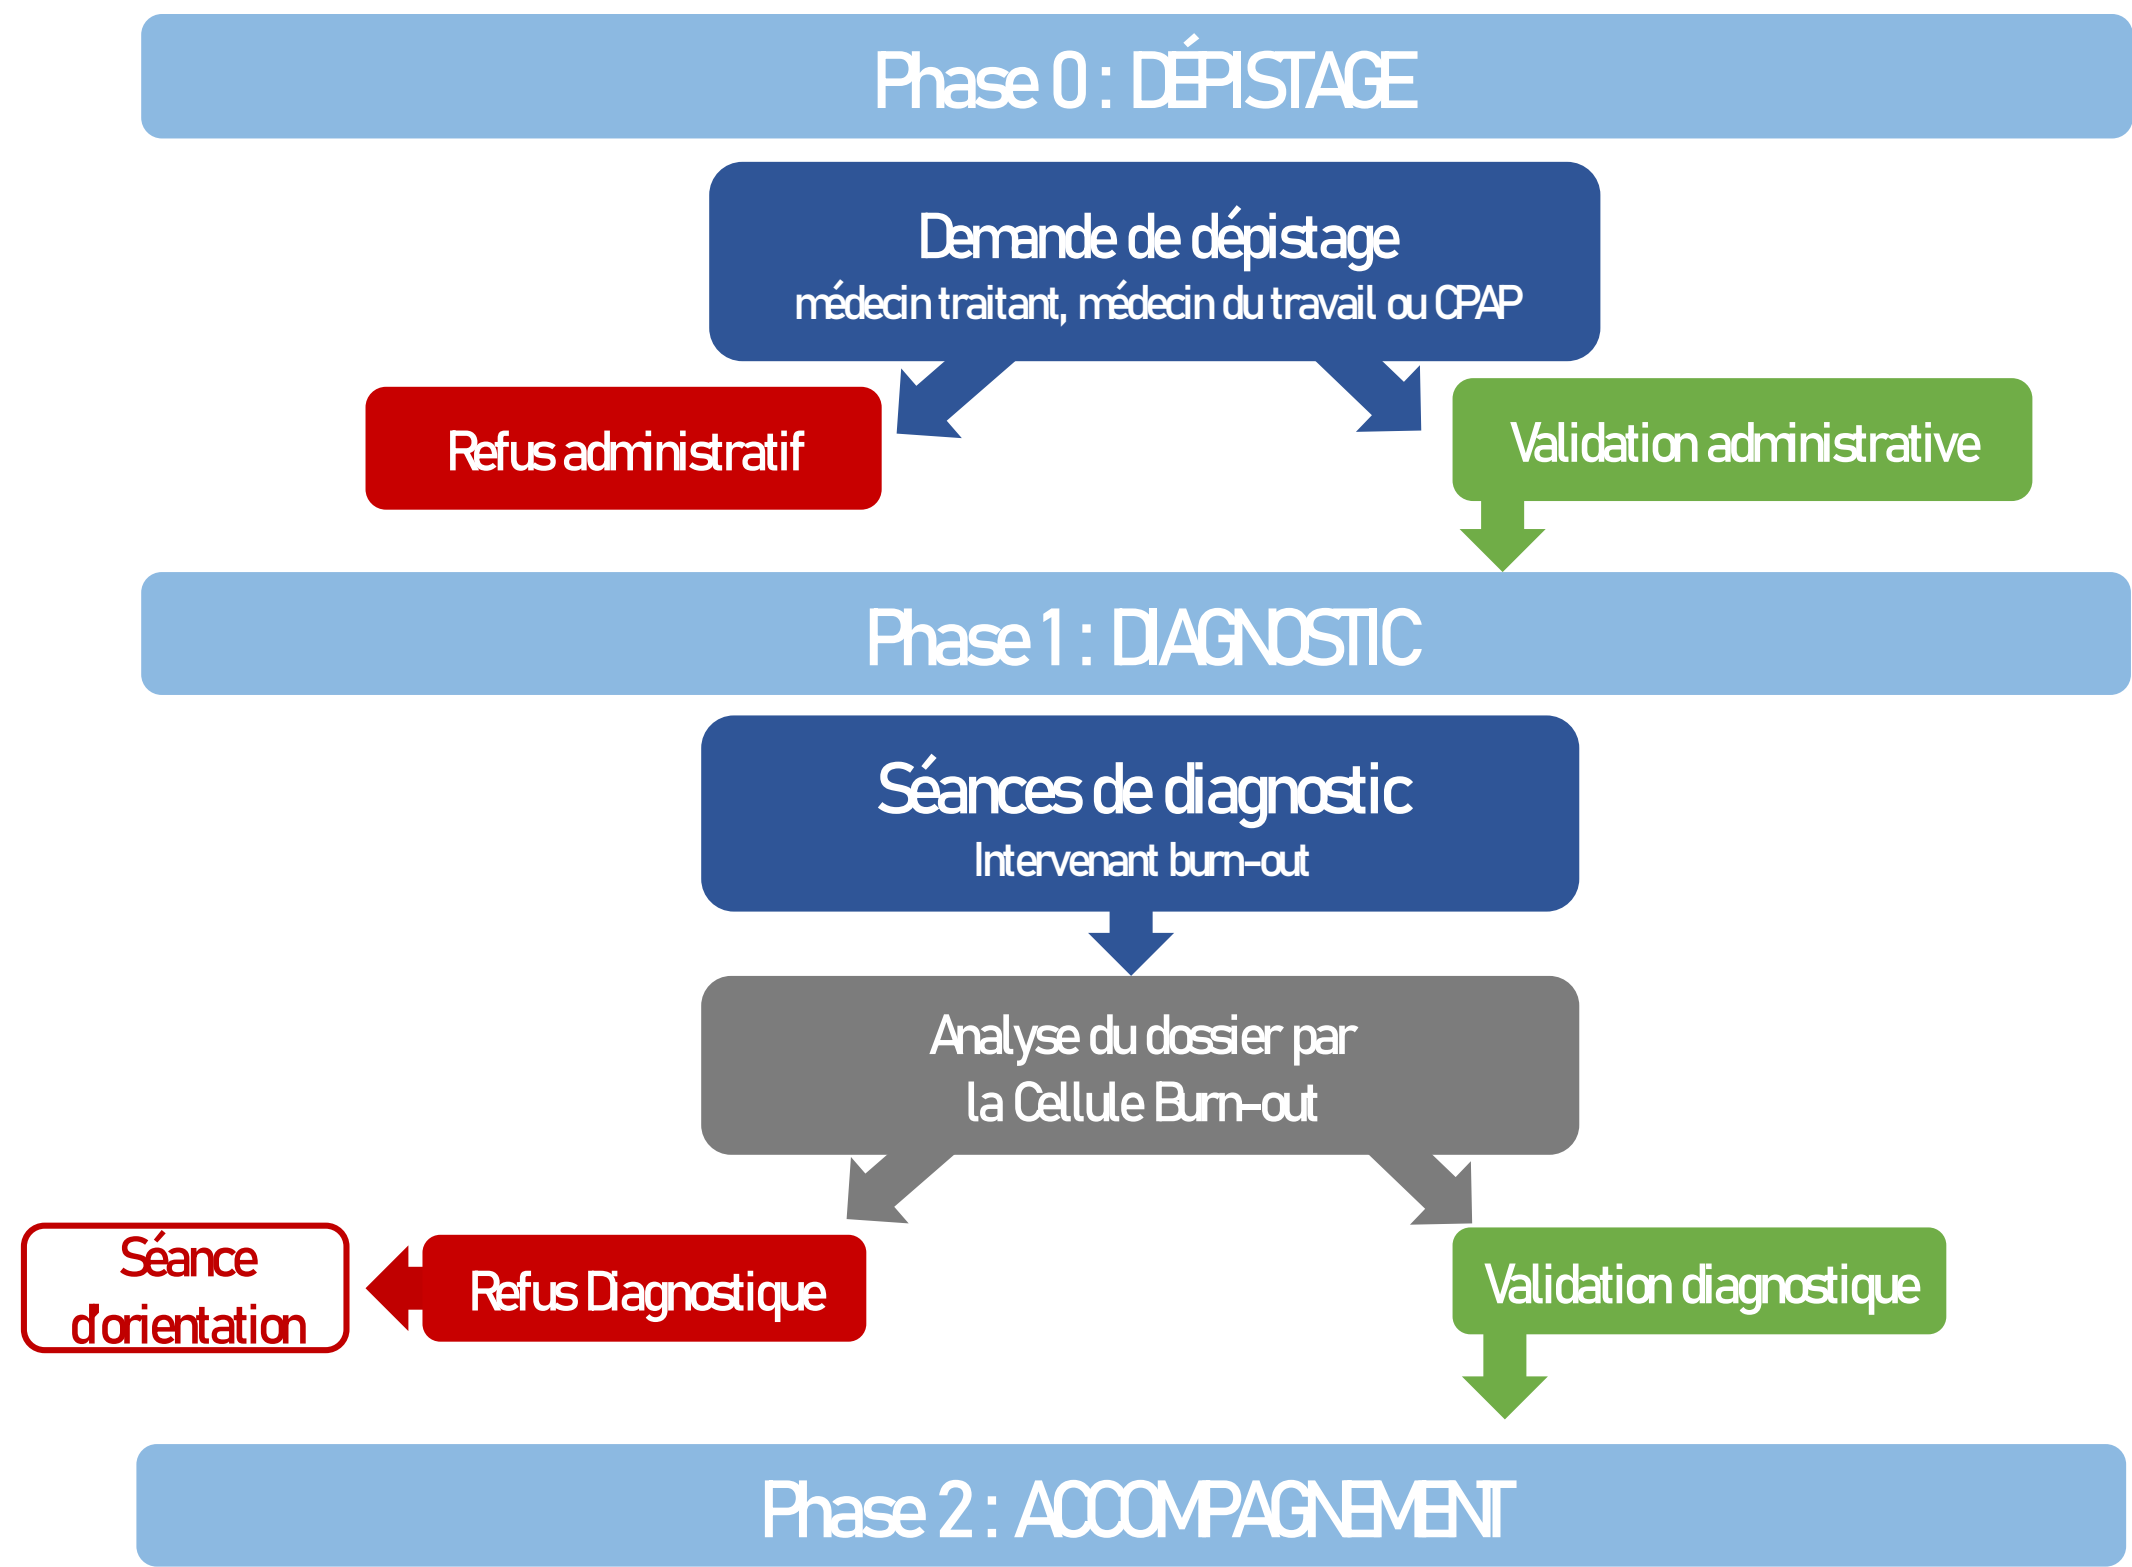 Phase 0 : DÉPISTAGE
Demande de dépistage
médecin traitant, médecin du travail ou CPAP
Refus administratif
Validation administrative
Phase 1 : DIAGNOSTIC
Séances de diagnostic
Intervenant burn-out
Analyse du dossier par
la Cellule Burn-out
Séance
d'orientation
Refus Diagnostique
Validation diagnostique
Phase 2 : ACCOMPAGNEMENT